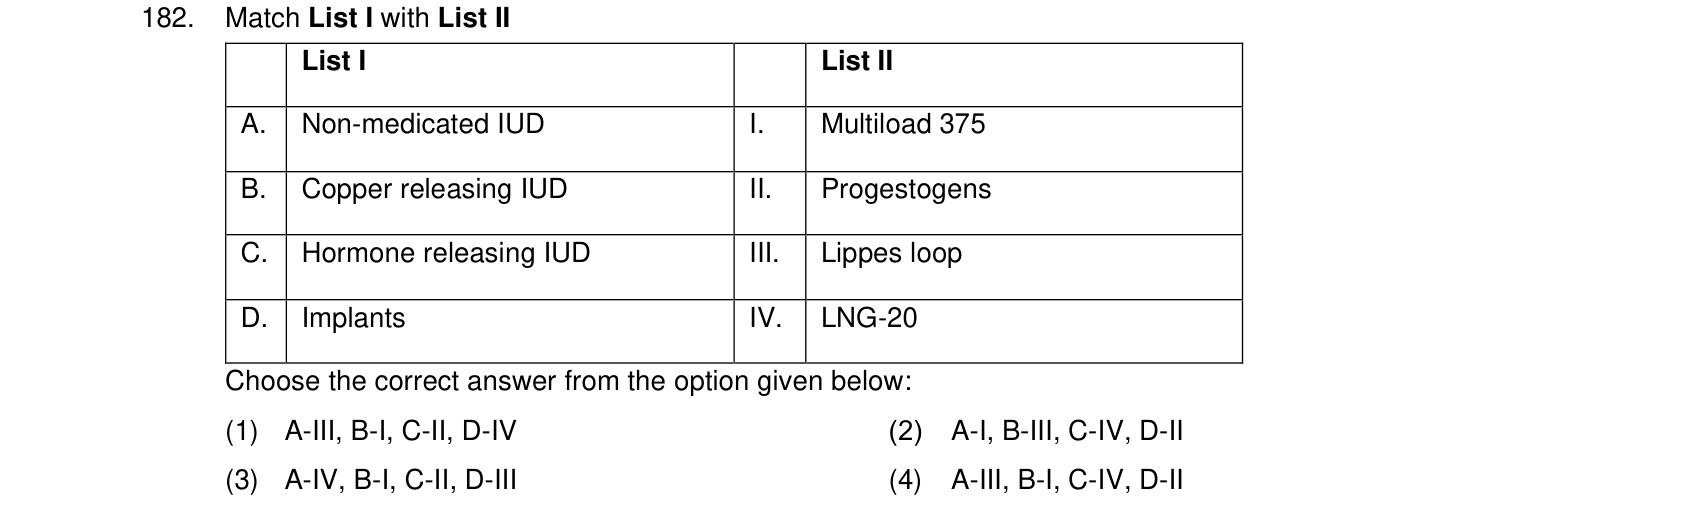 182. Match List I with List II
List I List II
A. Non-medicated IUD I. Multiload 375
B. Copper releasing IUD II. Progestogens
C. Hormone releasing IUD III. Lippes loop
D. Implants IV. LNG-20
Choose the correct answer from the option given below:
(1) A-III, B-I, C-II, D-IV (2) A-I, B-III, C-IV, D-II
(3) A-IV, B-I, C-II, D-III (4) A-III, B-I, C-IV, D-II